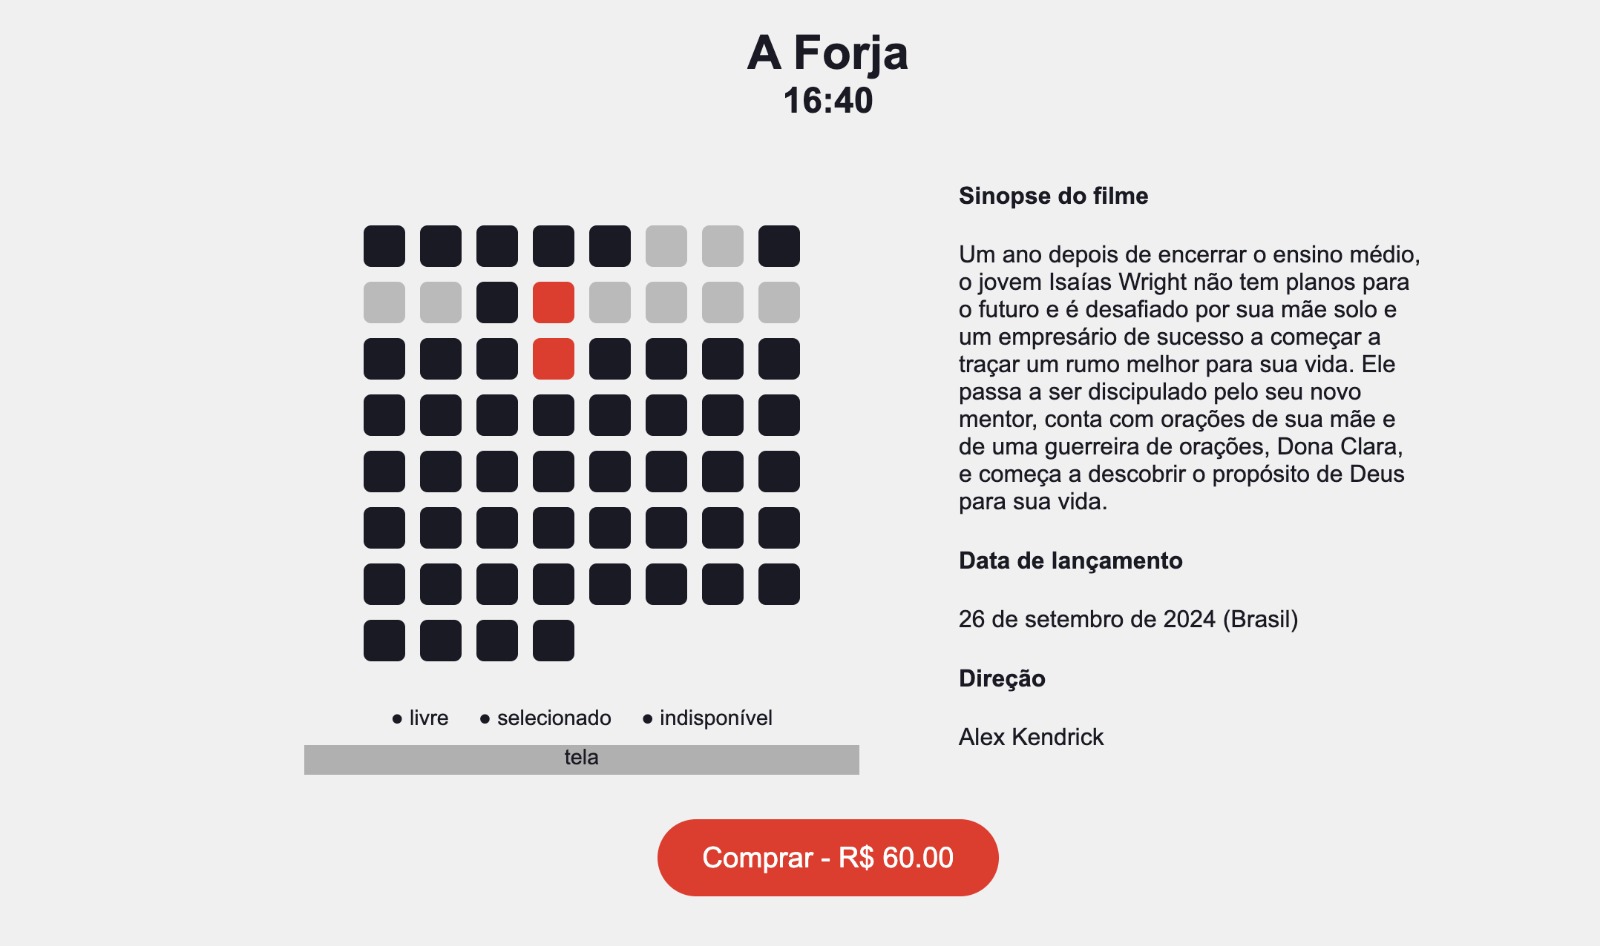 A Forja
16:40
Sinopse do filme
Um ano depois de encerrar o ensino médio,
o jovem Isaías Wright não tem planos para
o futuro e é desafiado por sua mãe solo e
um empresário de sucesso a começar a
traçar um rumo melhor para sua vida. Ele
passa a ser discipulado pelo seu novo
mentor, conta com orações de sua mãe e
de uma guerreira de orações, Dona Clara,
e começa a descobrir o propósito de Deus
para sua vida.
Data de lançamento
26 de setembro de 2024 (Brasil)
Direção
Alex Kendrick
● livre ● selecionado ● indisponível
tela
Comprar - R$ 60.00